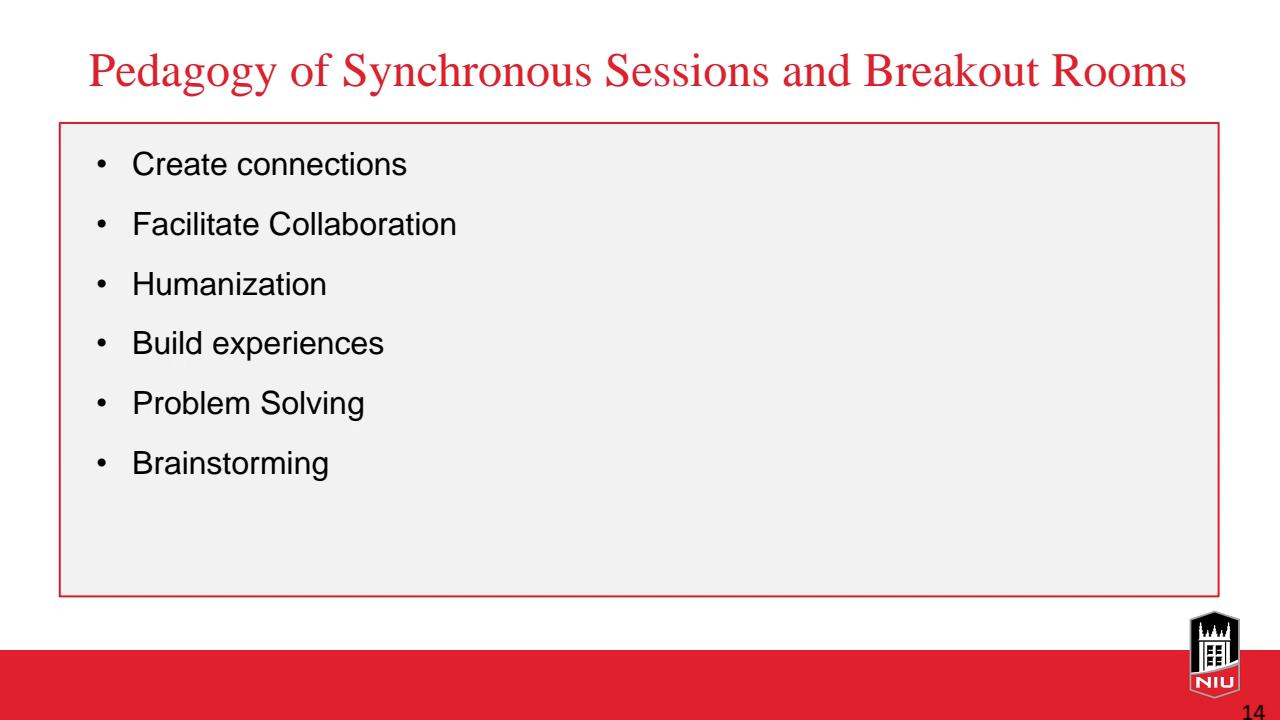 Pedagogy of Synchronous Sessions and Breakout Rooms
• Create connections
• Facilitate Collaboration
• Humanization
• Build experiences
• Problem Solving
• Brainstorming
NIU
14